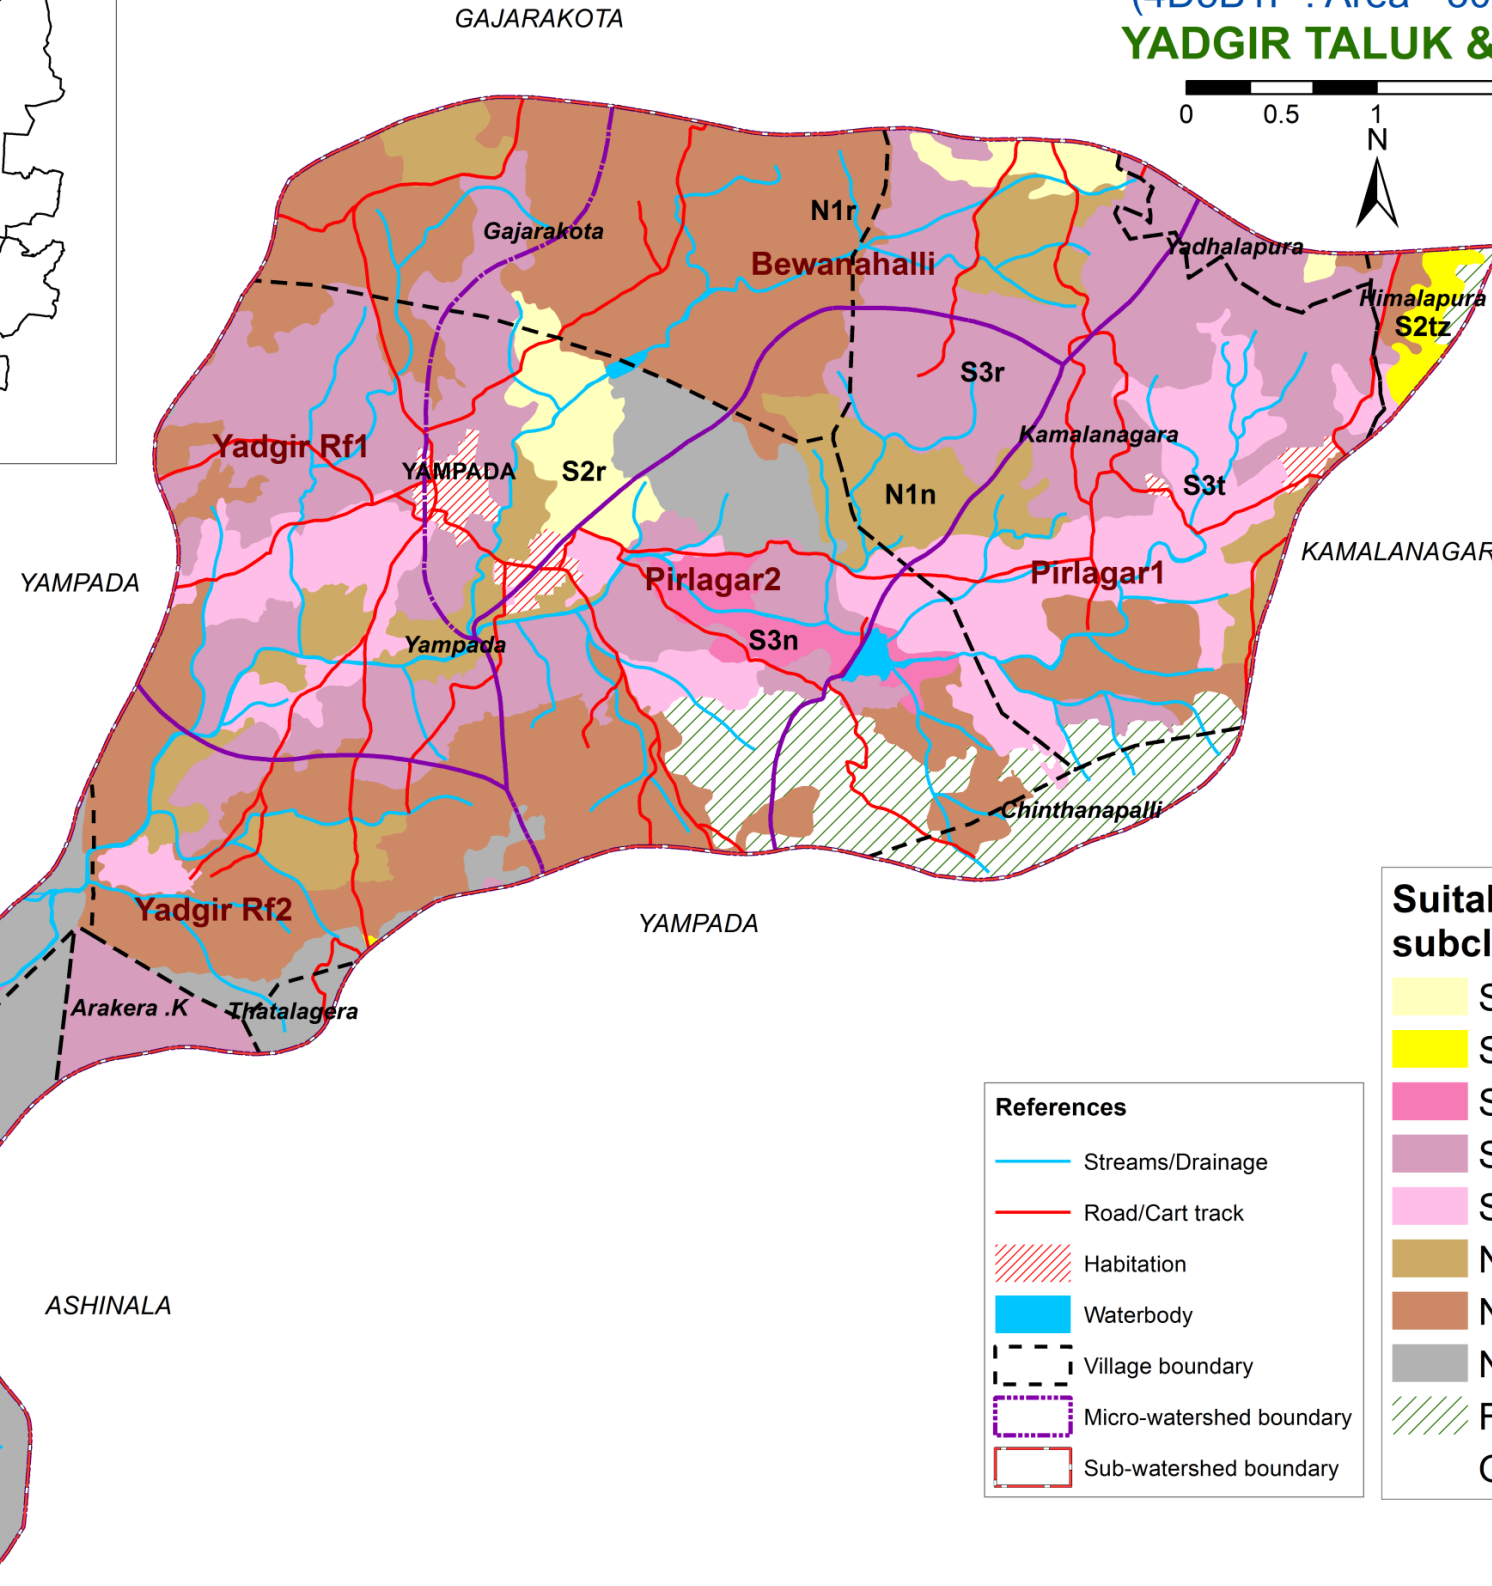 GAJARAKOTA
YADGIR TALUK &
0 0.5 1
N
N1r
Gajarakota
Bewanahalli
Yadhalapura
Himalapura
S2tz
S3r
Kamalanagara
Yadgir Rf1
YAMPADA
S2r
S3t
N1n
KAMALANAGAR
YAMPADA
Pirlagar2
Pirlagar1
Yampada
S3n
Chinthanapalli
Yadgir Rf2
YAMPADA
Arakera .K
Thatalagera
ASHINALA
References
Streams/Drainage
Road/Cart track
Habitation
Waterbody
Village boundary
Micro-watershed boundary
Sub-watershed boundary
S
S
S
S
S
N
N
N